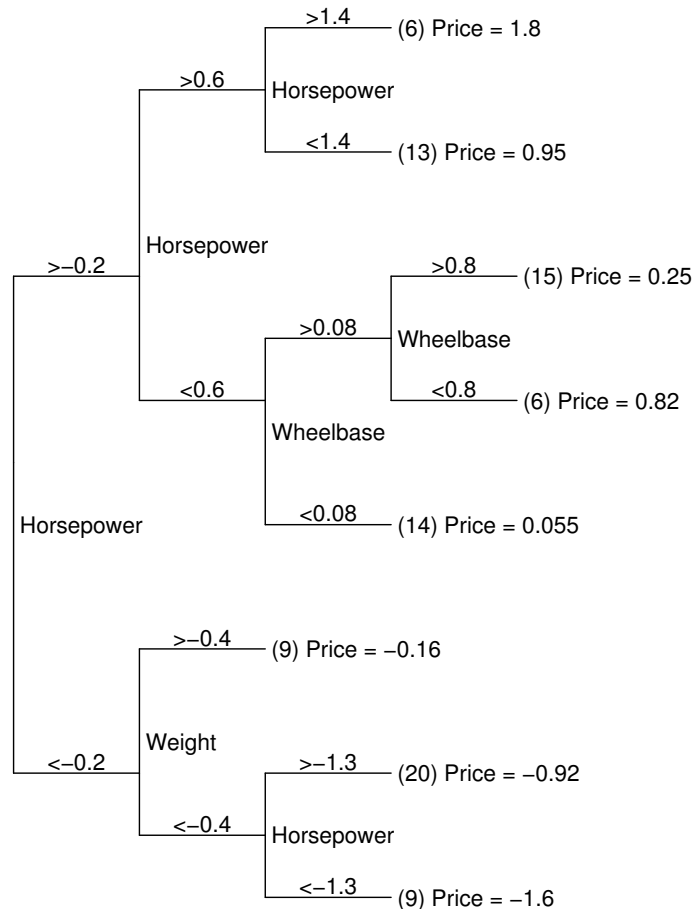 >1.4
(6) Price = 1.8
>0.6
Horsepower
<1.4
(13) Price = 0.95
Horsepower
>−0.2
>0.8
(15) Price = 0.25
>0.08
Wheelbase
<0.6
<0.8
(6) Price = 0.82
Wheelbase
<0.08
(14) Price = 0.055
Horsepower
>−0.4
(9) Price = −0.16
Weight
<−0.2
>−1.3
(20) Price = −0.92
<−0.4
Horsepower
<−1.3
(9) Price = −1.6